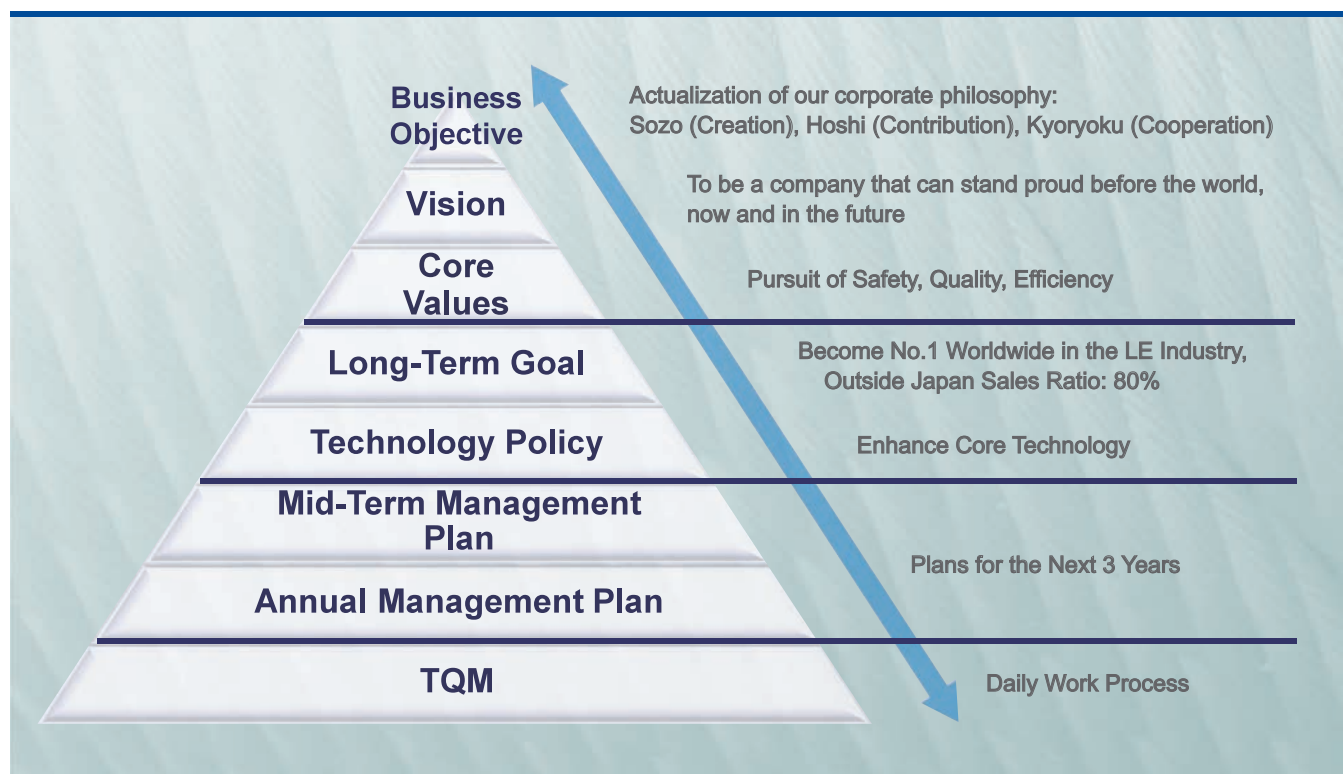 Business
Objective
Actualization of our corporate philosophy:
Sozo (Creation), Hoshi (Contribution), Kyoryoku (Cooperation)
Vision
To be a company that can stand proud before the world,
now and in the future
Core
Values
Pursuit of Safety, Quality, Efficiency
Long-Term Goal
Become No.1 Worldwide in the LE Industry,
Outside Japan Sales Ratio: 80%
Technology Policy
Enhance Core Technology
Mid-Term Management
Plan
Plans for the Next 3 Years
Annual Management Plan
TQM
Daily Work Process